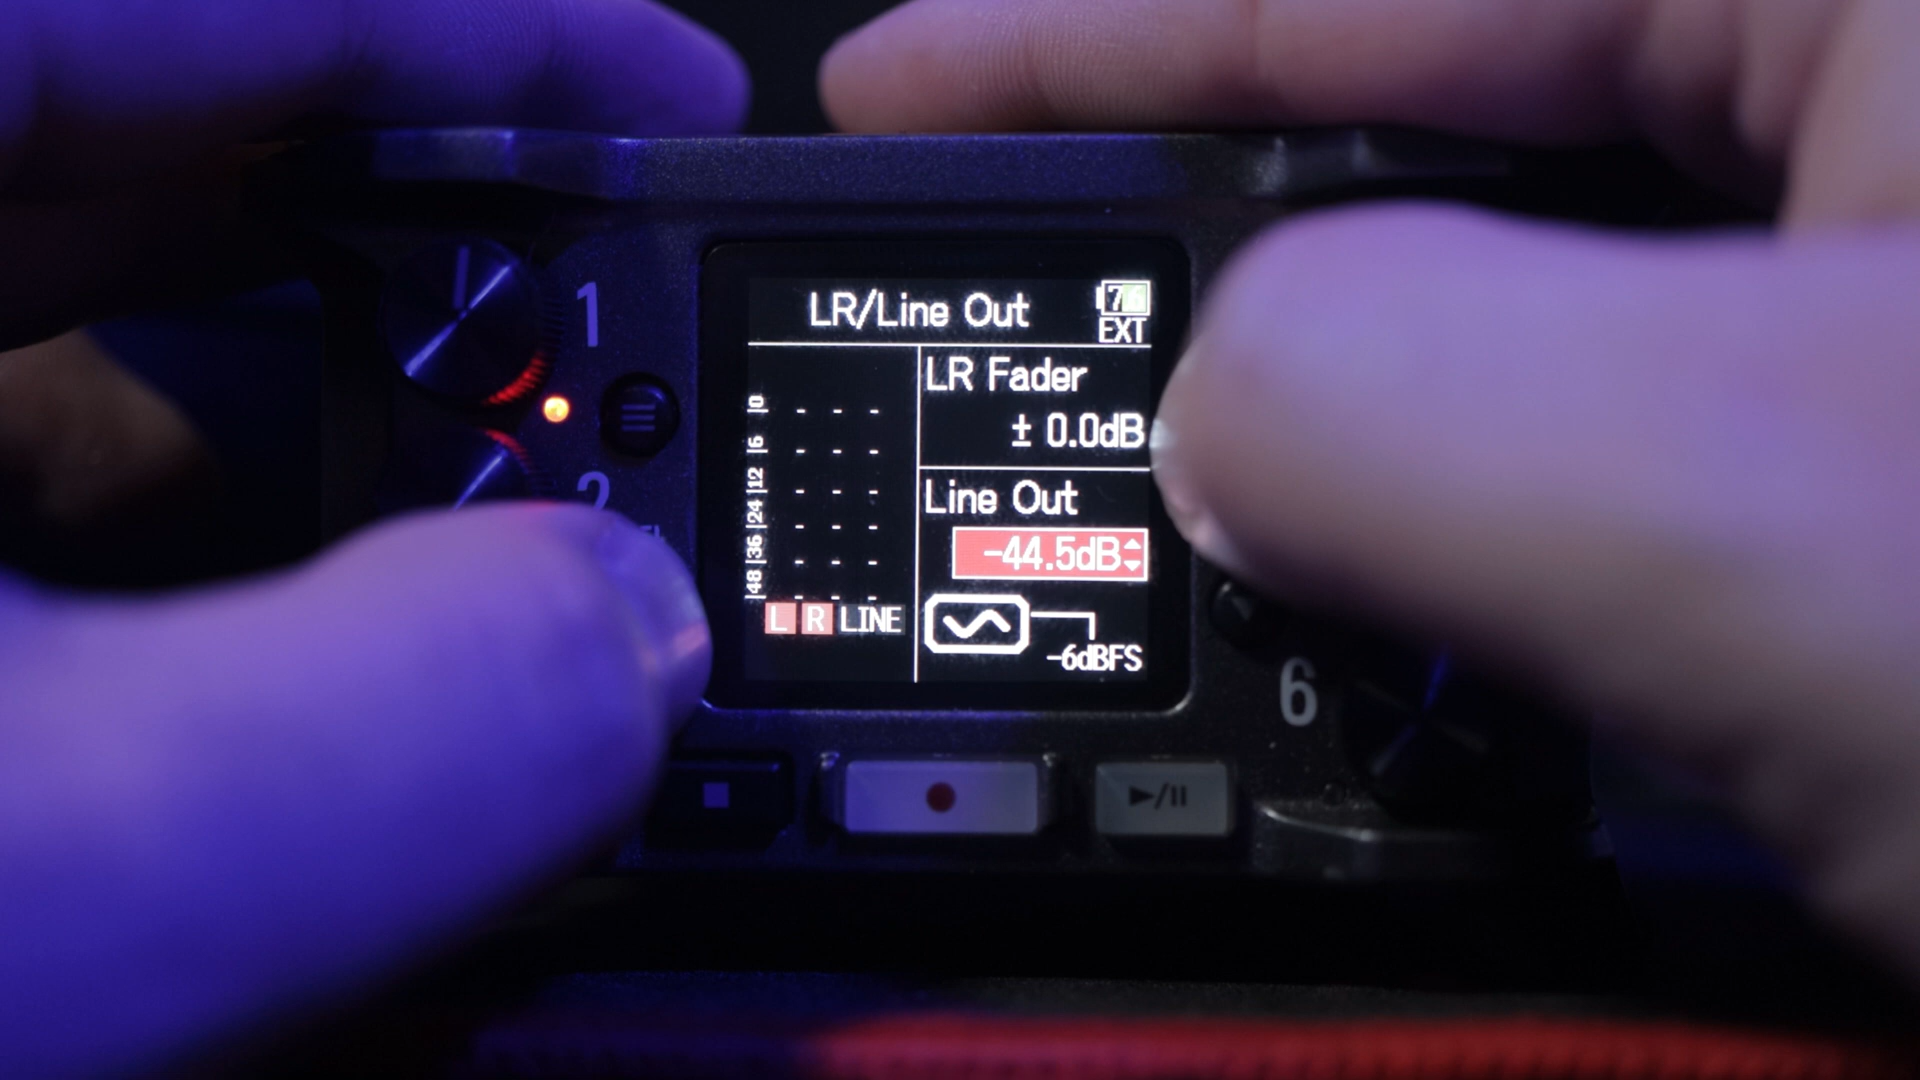 LR/Line Out
76
EXT
1
LR Fader
± 0.0dB
0
6
12
24
36
48
Line Out
-44.5dB
2
L R LINE
-6dBFS
6